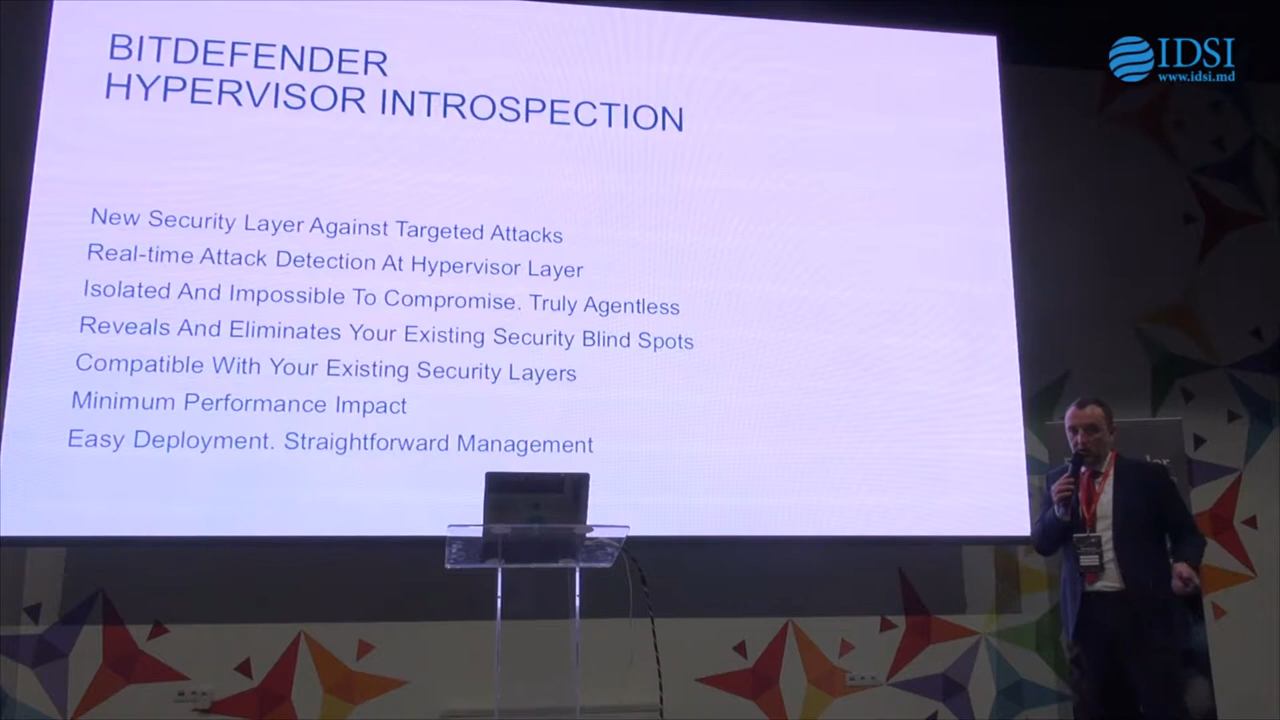 BITDEFENDER
HYPERVISOR INTROSPECTION
New Security Layer Against Targeted Attacks
Real-time Attack Detection At Hypervisor Layer
Isolated And Impossible To Compromise. Truly Agentless
Reveals And Eliminates Your Existing Security Blind Spots
Compatible With Your Existing Security Layers
Minimum Performance Impact
Easy Deployment. Straightforward Management
IDSI
www.idsi.md